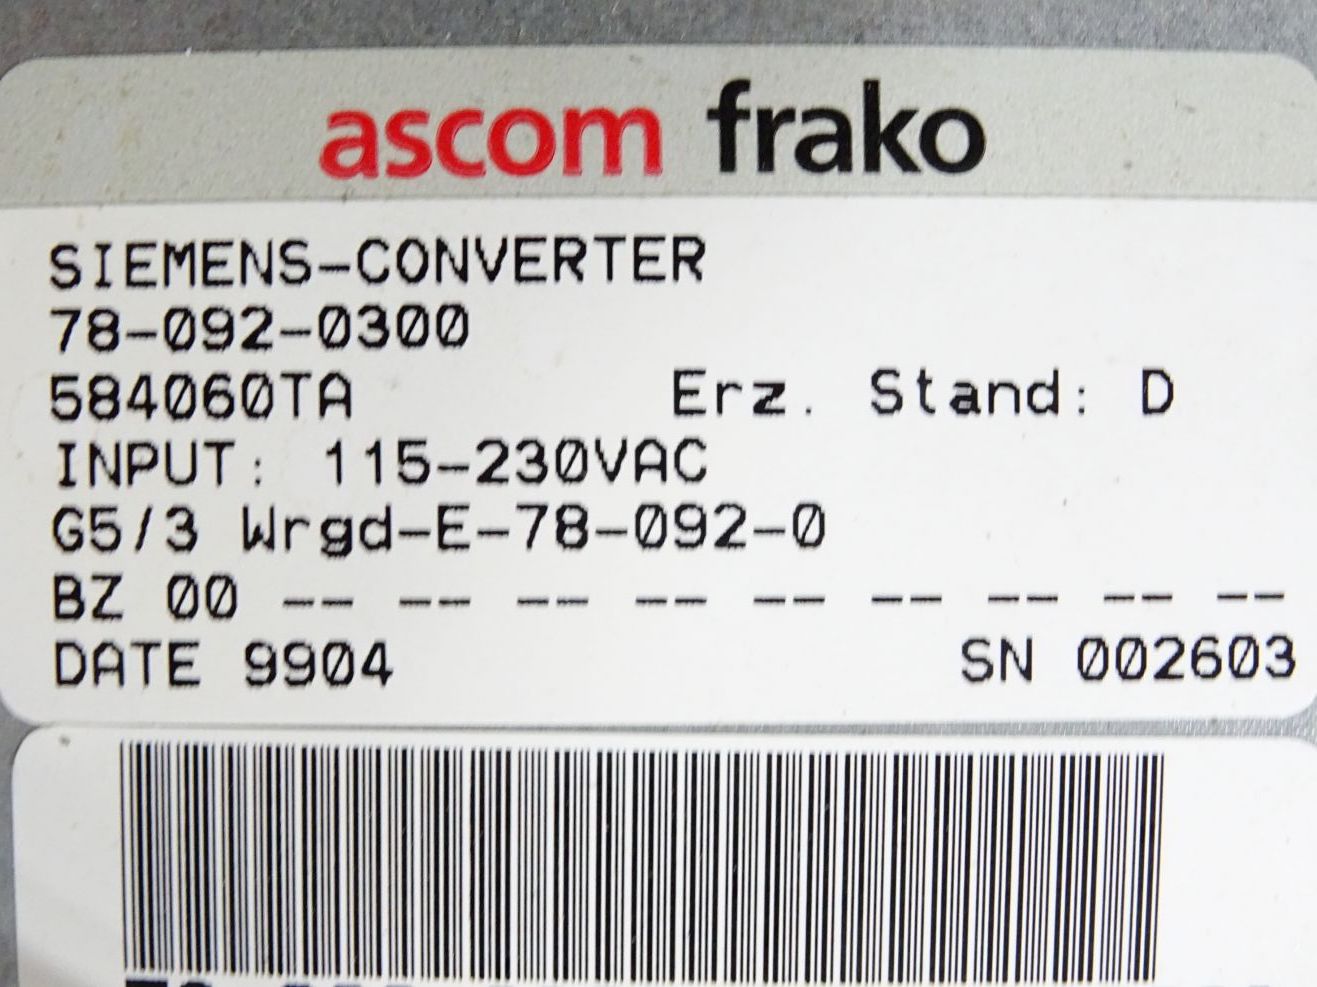 ascom frako
SIEMENS-CONVERTER
78-092-0300
584060TA Erz. Stand: D
INPUT: 115-230VAC
G5/3 Wrgd-E-78-092-0
BZ 00 -- -- -- -- -- -- -- -- --
DATE 9904 SN 002603